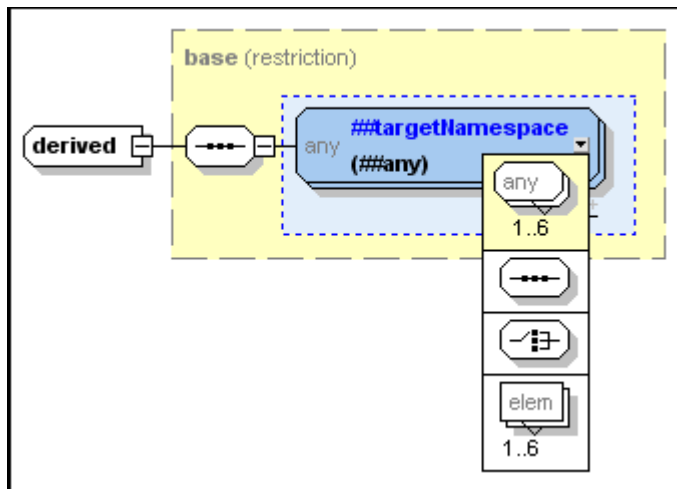 base (restriction)
derived
any
##targetNamespace
(##any)
any
1..6
elem
1..6